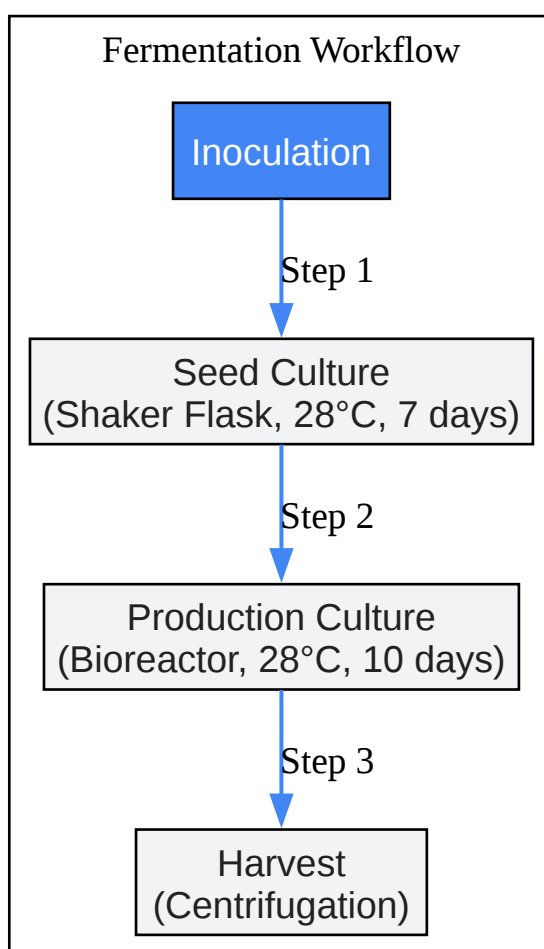 Fermentation Workflow
Inoculation
Step 1
Seed Culture
(Shaker Flask, 28°C, 7 days)
Step 2
Production Culture
(Bioreactor, 28°C, 10 days)
Step 3
Harvest
(Centrifugation)